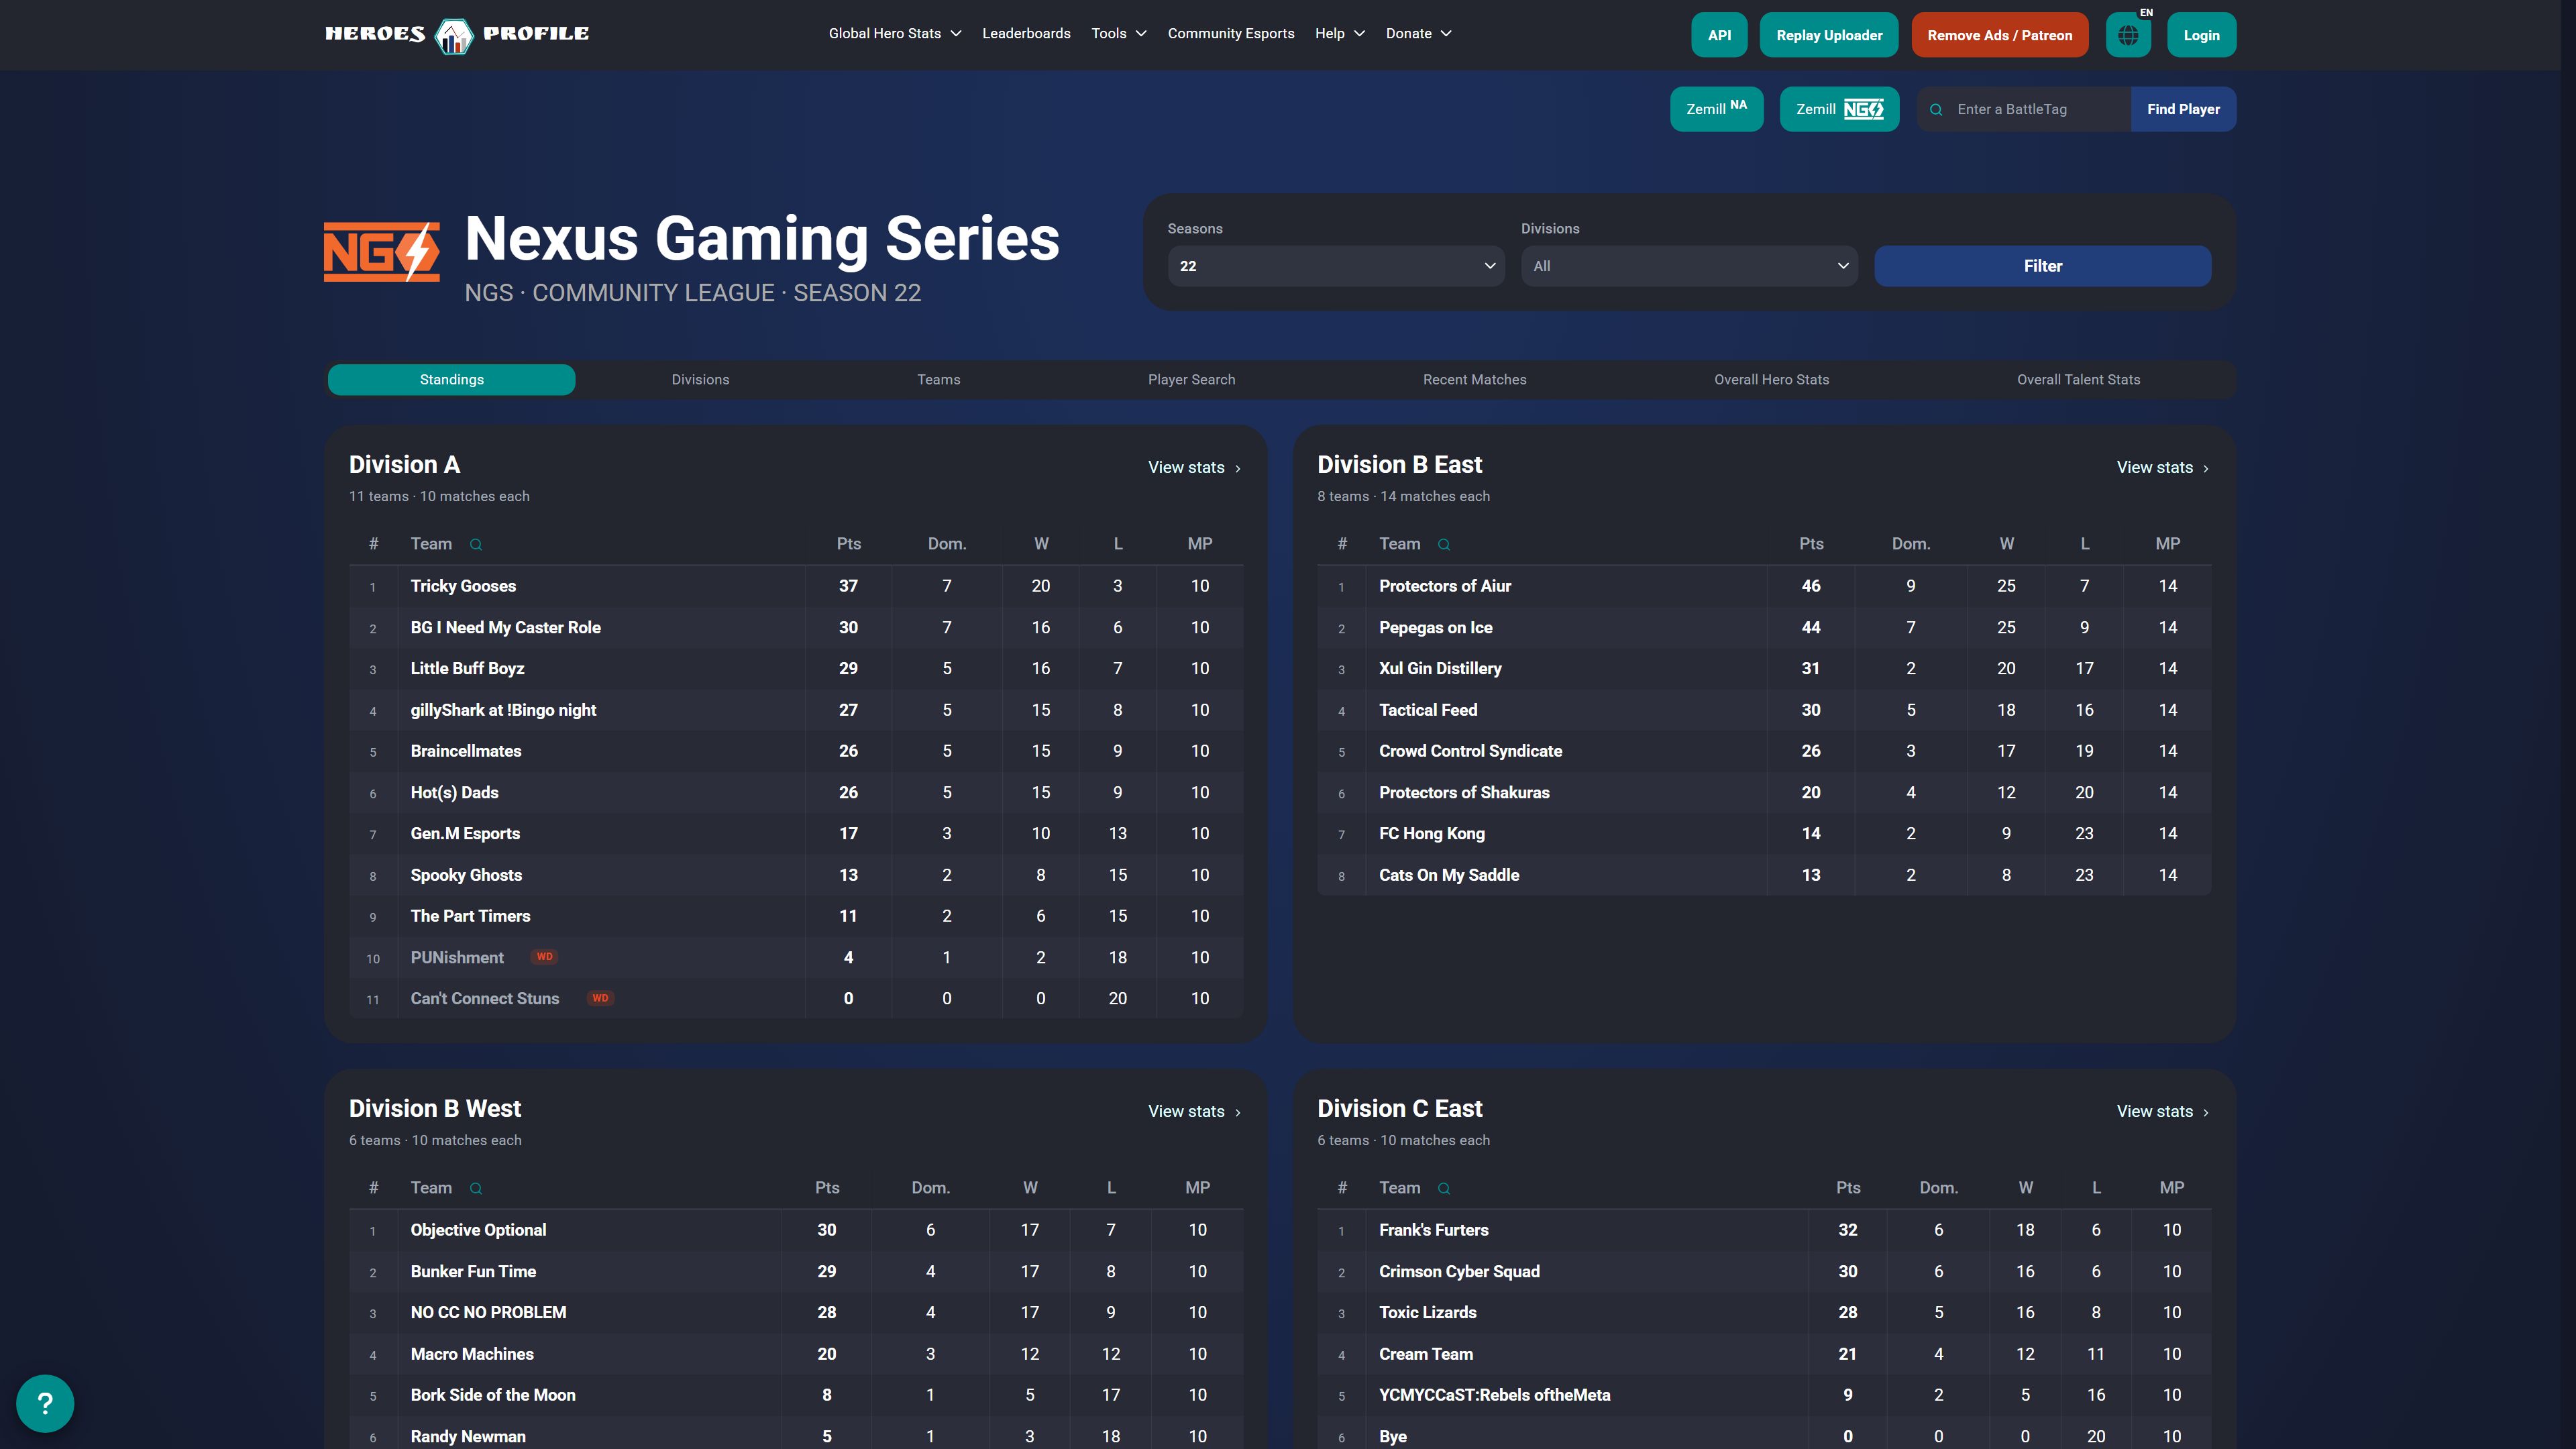 HEROES PROFILE
Global Hero Stats Leaderboards Tools Community Esports Help Donate
API Replay Uploader Remove Ads / Patreon EN Login
Zemill NA Zemill NGS Enter a BattleTag Find Player
NGS Nexus Gaming Series
NGS · COMMUNITY LEAGUE · SEASON 22
Seasons Divisions
22 All Filter
Standings Divisions Teams Player Search Recent Matches Overall Hero Stats Overall Talent Stats
Division A View stats ›
11 teams · 10 matches each
# Team Pts Dom. W L MP
1 Tricky Gooses 37 7 20 3 10
2 BG I Need My Caster Role 30 7 16 6 10
3 Little Buff Boyz 29 5 16 7 10
4 gillyShark at !Bingo night 27 5 15 8 10
5 Braincellmates 26 5 15 9 10
6 Hot(s) Dads 26 5 15 9 10
7 Gen.M Esports 17 3 10 13 10
8 Spooky Ghosts 13 2 8 15 10
9 The Part Timers 11 2 6 15 10
10 PUNishment WD 4 1 2 18 10
11 Can't Connect Stuns WD 0 0 0 20 10
Division B East View stats ›
8 teams · 14 matches each
# Team Pts Dom. W L MP
1 Protectors of Aiur 46 9 25 7 14
2 Pepegas on Ice 44 7 25 9 14
3 Xul Gin Distillery 31 2 20 17 14
4 Tactical Feed 30 5 18 16 14
5 Crowd Control Syndicate 26 3 17 19 14
6 Protectors of Shakuras 20 4 12 20 14
7 FC Hong Kong 14 2 9 23 14
8 Cats On My Saddle 13 2 8 23 14
Division B West View stats ›
6 teams · 10 matches each
# Team Pts Dom. W L MP
1 Objective Optional 30 6 17 7 10
2 Bunker Fun Time 29 4 17 8 10
3 NO CC NO PROBLEM 28 4 17 9 10
4 Macro Machines 20 3 12 12 10
5 Bork Side of the Moon 8 1 5 17 10
6 Randy Newman 5 1 3 18 10
Division C East View stats ›
6 teams · 10 matches each
# Team Pts Dom. W L MP
1 Frank's Furters 32 6 18 6 10
2 Crimson Cyber Squad 30 6 16 6 10
3 Toxic Lizards 28 5 16 8 10
4 Cream Team 21 4 12 11 10
5 YCMYCCaST:Rebels oftheMeta 9 2 5 16 10
6 Bye 0 0 0 20 10
?